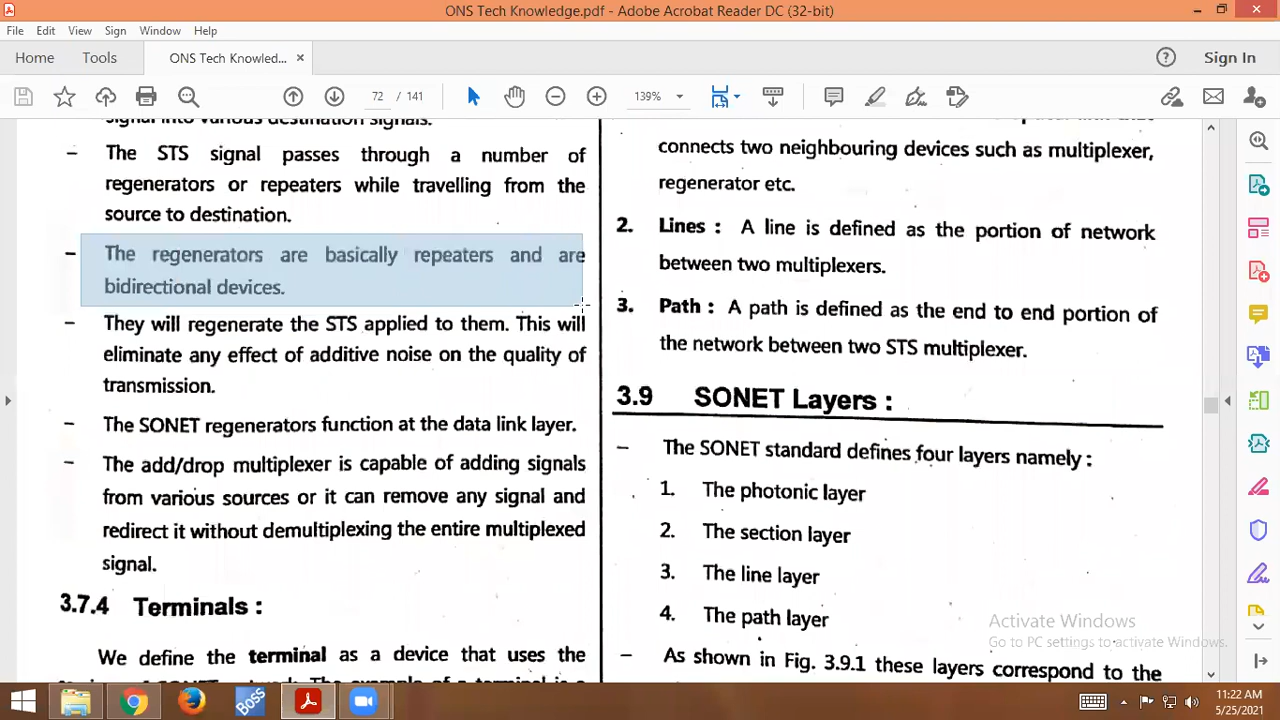 ONS Tech Knowledge.pdf - Adobe Acrobat Reader DC (32-bit)
File Edit View Sign Window Help
Home Tools ONS Tech Knowled... × Sign In
72 / 141 139%
signal into various destination signals.
– The STS signal passes through a number of
regenerators or repeaters while travelling from the
source to destination.
– The regenerators are basically repeaters and are
bidirectional devices.
– They will regenerate the STS applied to them. This will
eliminate any effect of additive noise on the quality of
transmission.
– The SONET regenerators function at the data link layer.
– The add/drop multiplexer is capable of adding signals
from various sources or it can remove any signal and
redirect it without demultiplexing the entire multiplexed
signal.
3.7.4 Terminals :
We define the terminal as a device that uses the
connects two neighbouring devices such as multiplexer,
regenerator etc.
2. Lines : A line is defined as the portion of network
between two multiplexers.
3. Path : A path is defined as the end to end portion of
the network between two STS multiplexer.
3.9 SONET Layers :
– The SONET standard defines four layers namely :
1. The photonic layer
2. The section layer
3. The line layer
4. The path layer
– As shown in Fig. 3.9.1 these layers correspond to the
Activate Windows
Go to PC settings to activate Windows.
BOSS
11:22 AM
5/25/2021